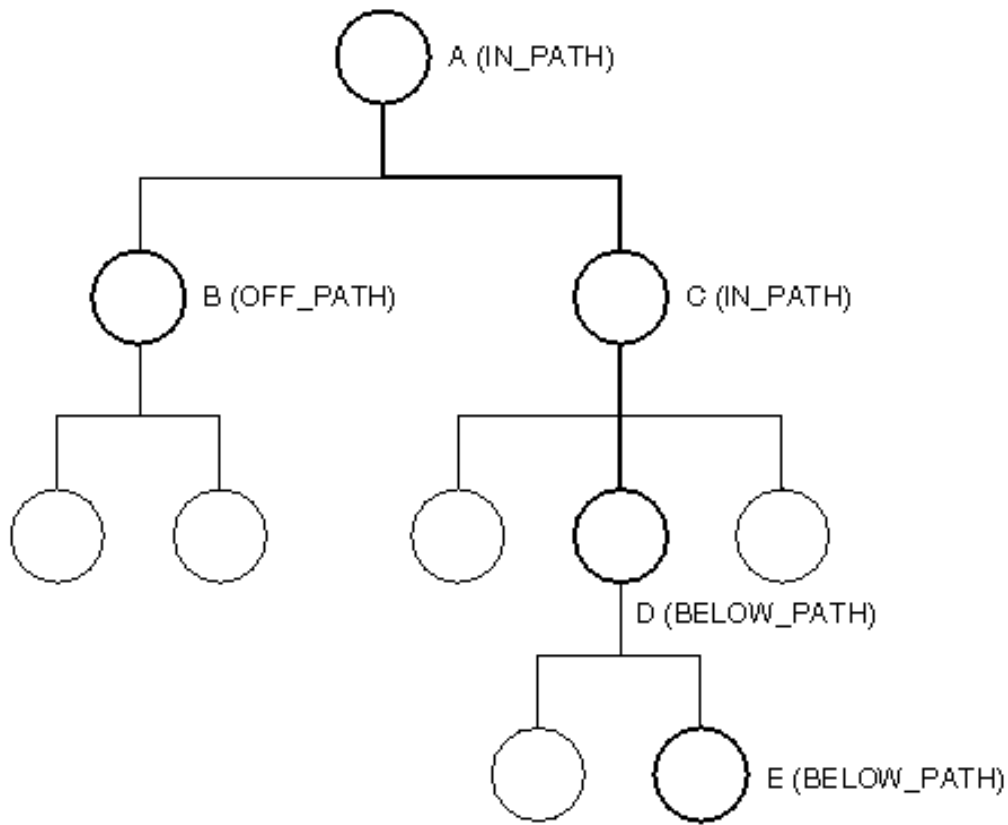 A (IN_PATH)
B (OFF_PATH)
C (IN_PATH)
D (BELOW_PATH)
E (BELOW_PATH)